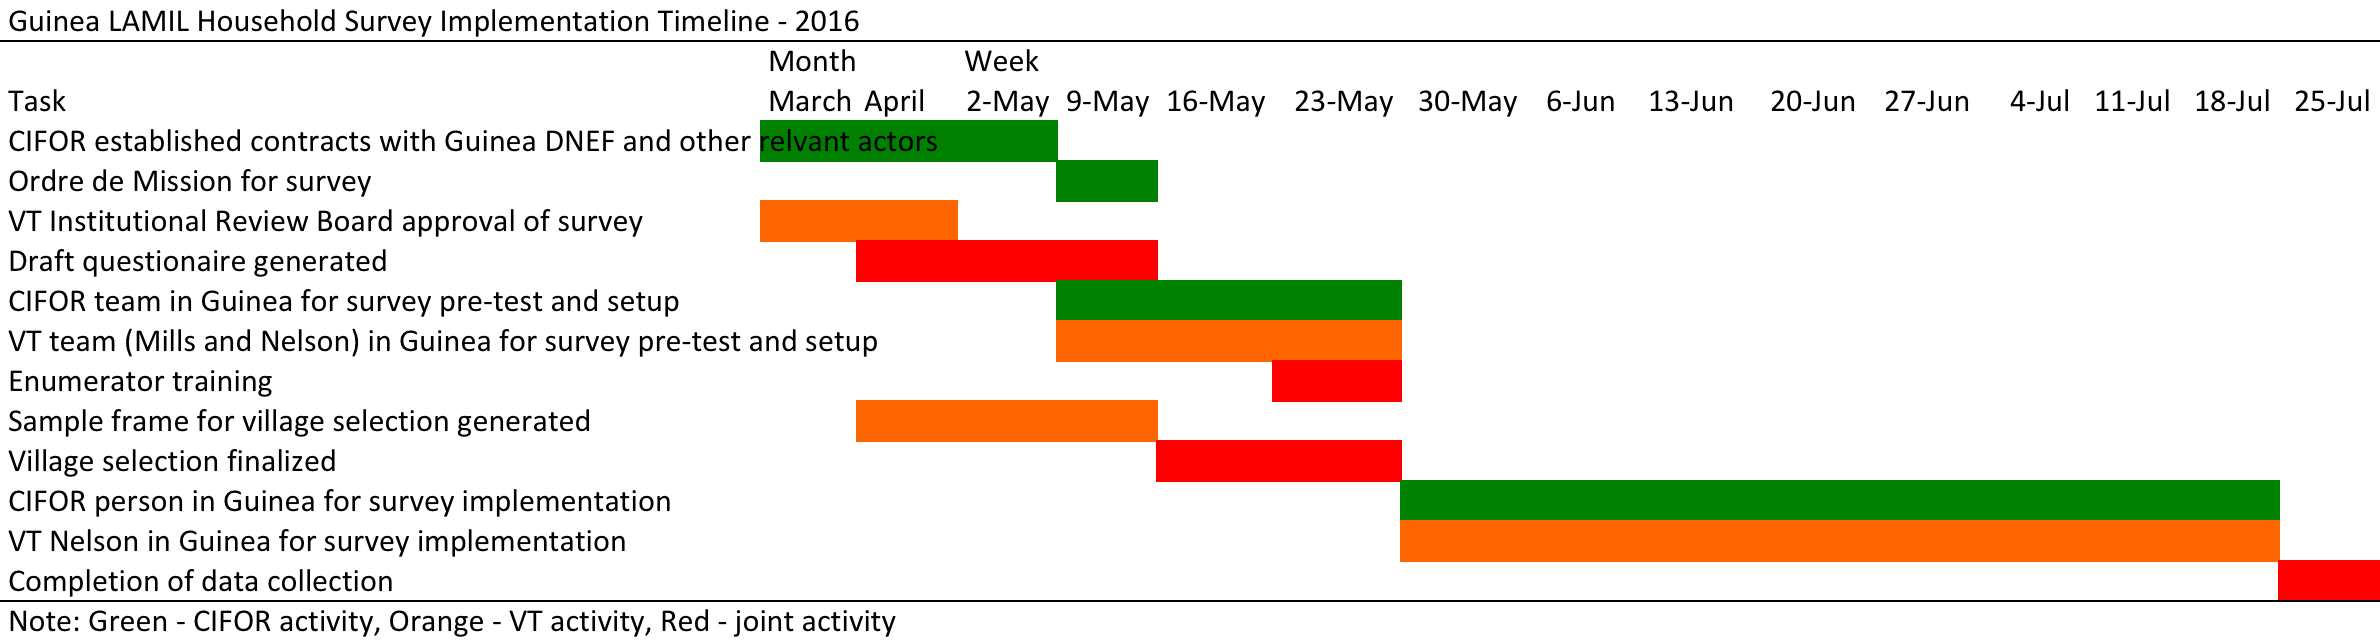 Guinea LAMIL Household Survey Implementation Timeline - 2016
Month Week
Task March April 2-May 9-May 16-May 23-May 30-May 6-Jun 13-Jun 20-Jun 27-Jun 4-Jul 11-Jul 18-Jul 25-Jul
CIFOR established contracts with Guinea DNEF and other relvant actors
Ordre de Mission for survey
VT Institutional Review Board approval of survey
Draft questionaire generated
CIFOR team in Guinea for survey pre-test and setup
VT team (Mills and Nelson) in Guinea for survey pre-test and setup
Enumerator training
Sample frame for village selection generated
Village selection finalized
CIFOR person in Guinea for survey implementation
VT Nelson in Guinea for survey implementation
Completion of data collection
Note: Green - CIFOR activity, Orange - VT activity, Red - joint activity